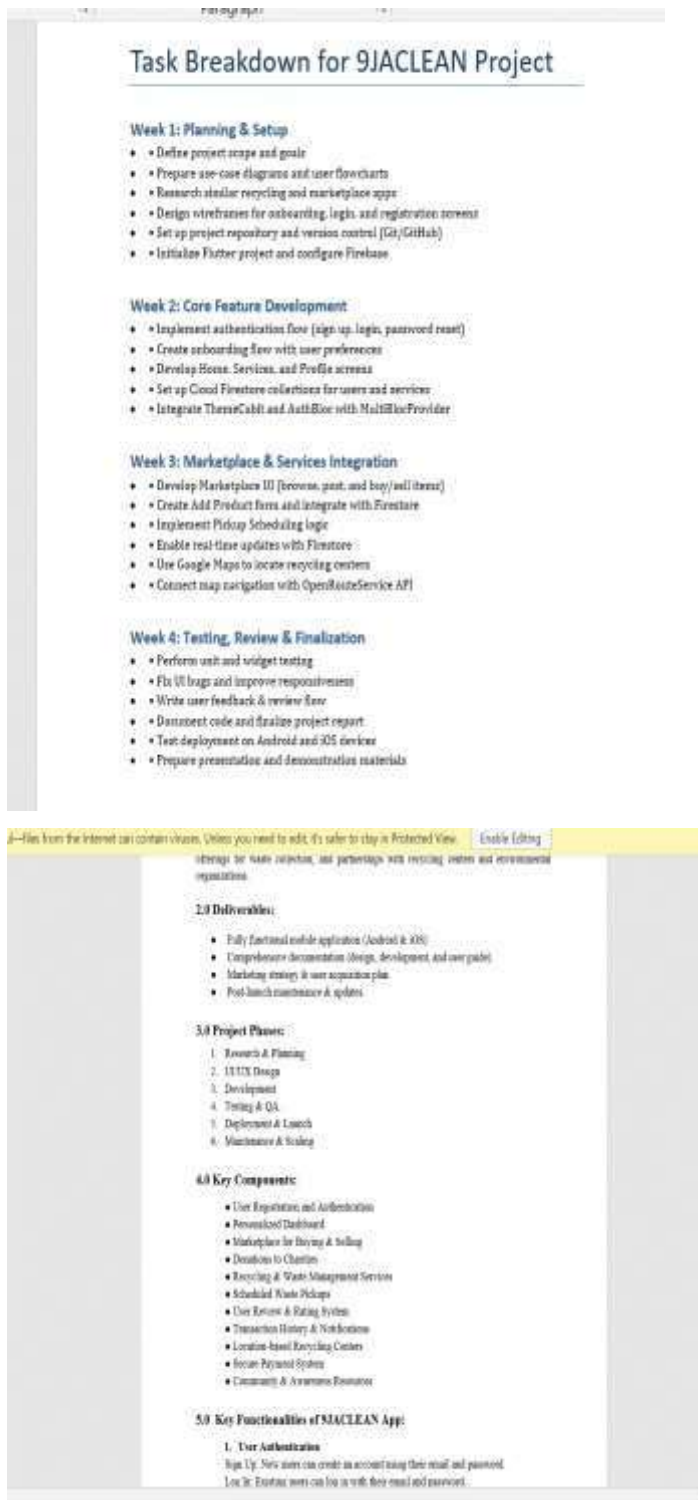 Paragraph
Task Breakdown for 9JACLEAN Project
Week 1: Planning & Setup
• • Define project scope and goals
• • Prepare use-case diagrams and user flowcharts
• • Research similar recycling and marketplace apps
• • Design wireframes for onboarding, login, and registration screens
• • Set up project repository and version control (Git/GitHub)
• • Initialize Flutter project and configure Firebase
Week 2: Core Feature Development
• • Implement authentication flow (sign up, login, password reset)
• • Create onboarding flow with user preferences
• • Develop Home, Services, and Profile screens
• • Set up Cloud Firestore collections for users and services
• • Integrate ThemeCubit and AuthBloc with MultiBlocProvider
Week 3: Marketplace & Services Integration
• • Develop Marketplace UI (browse, post, and buy/sell items)
• • Create Add Product form and integrate with Firestore
• • Implement Pickup Scheduling logic
• • Enable real-time updates with Firestore
• • Use Google Maps to locate recycling centers
• • Connect map navigation with OpenRouteService API
Week 4: Testing, Review & Finalization
• • Perform unit and widget testing
• • Fix UI bugs and improve responsiveness
• • Write user feedback & review flow
• • Document code and finalize project report
• • Test deployment on Android and iOS devices
• • Prepare presentation and demonstration materials
—files from the Internet can contain viruses. Unless you need to edit, it's safer to stay in Protected View. Enable Editing
offerings for waste collection, and partnerships with recycling centers and environmental
organizations.
2.0 Deliverables:
• Fully functional mobile application (Android & iOS)
• Comprehensive documentation (design, development, and user guide)
• Marketing strategy & user acquisition plan
• Post-launch maintenance & updates
3.0 Project Phases:
1. Research & Planning
2. UI/UX Design
3. Development
4. Testing & QA
5. Deployment & Launch
6. Maintenance & Scaling
4.0 Key Components:
• User Registration and Authentication
• Personalized Dashboard
• Marketplace for Buying & Selling
• Donations to Charities
• Recycling & Waste Management Services
• Scheduled Waste Pickups
• User Review & Rating System
• Transaction History & Notifications
• Location-based Recycling Centers
• Secure Payment System
• Community & Awareness Resources
5.0 Key Functionalities of 9JACLEAN App:
1. User Authentication
Sign Up: New users can create an account using their email and password.
Log In: Existing users can log in with their email and password.